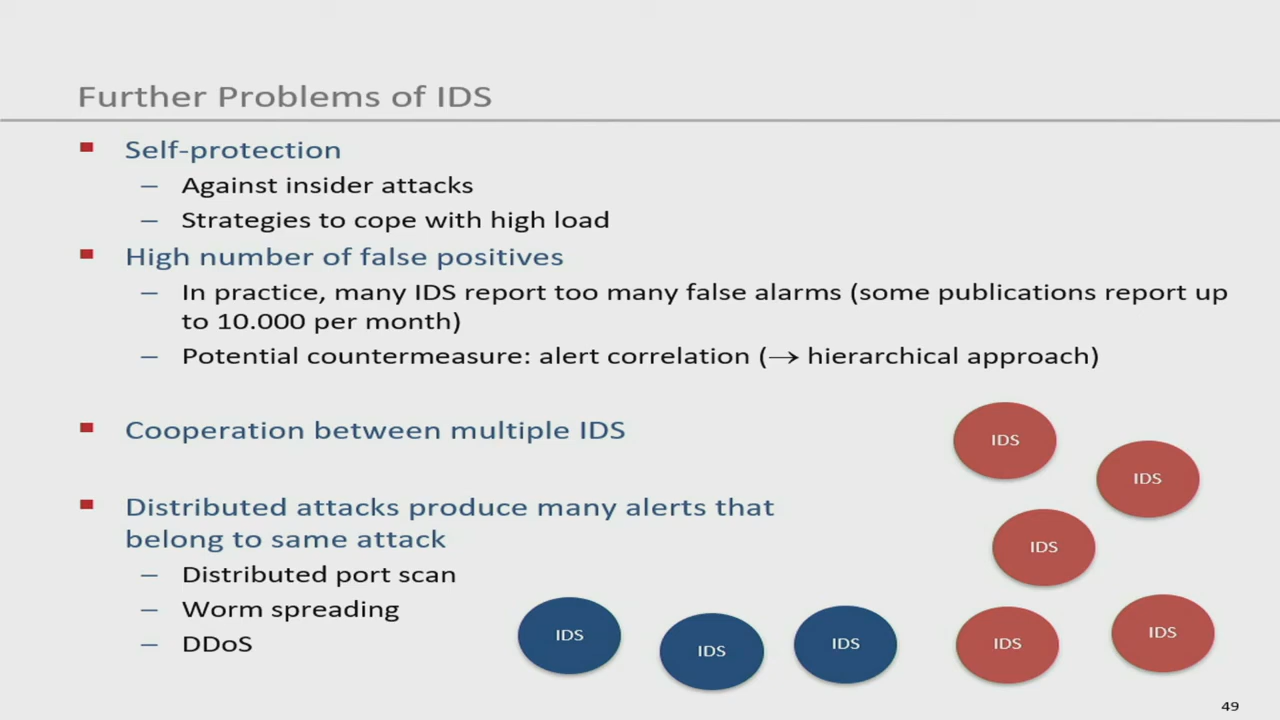 Further Problems of IDS
Self-protection
– Against insider attacks
– Strategies to cope with high load
High number of false positives
– In practice, many IDS report too many false alarms (some publications report up
to 10.000 per month)
– Potential countermeasure: alert correlation (→ hierarchical approach)
Cooperation between multiple IDS
Distributed attacks produce many alerts that
belong to same attack
– Distributed port scan
– Worm spreading
– DDoS
IDS
IDS
IDS
IDS
IDS
IDS
IDS
IDS
49